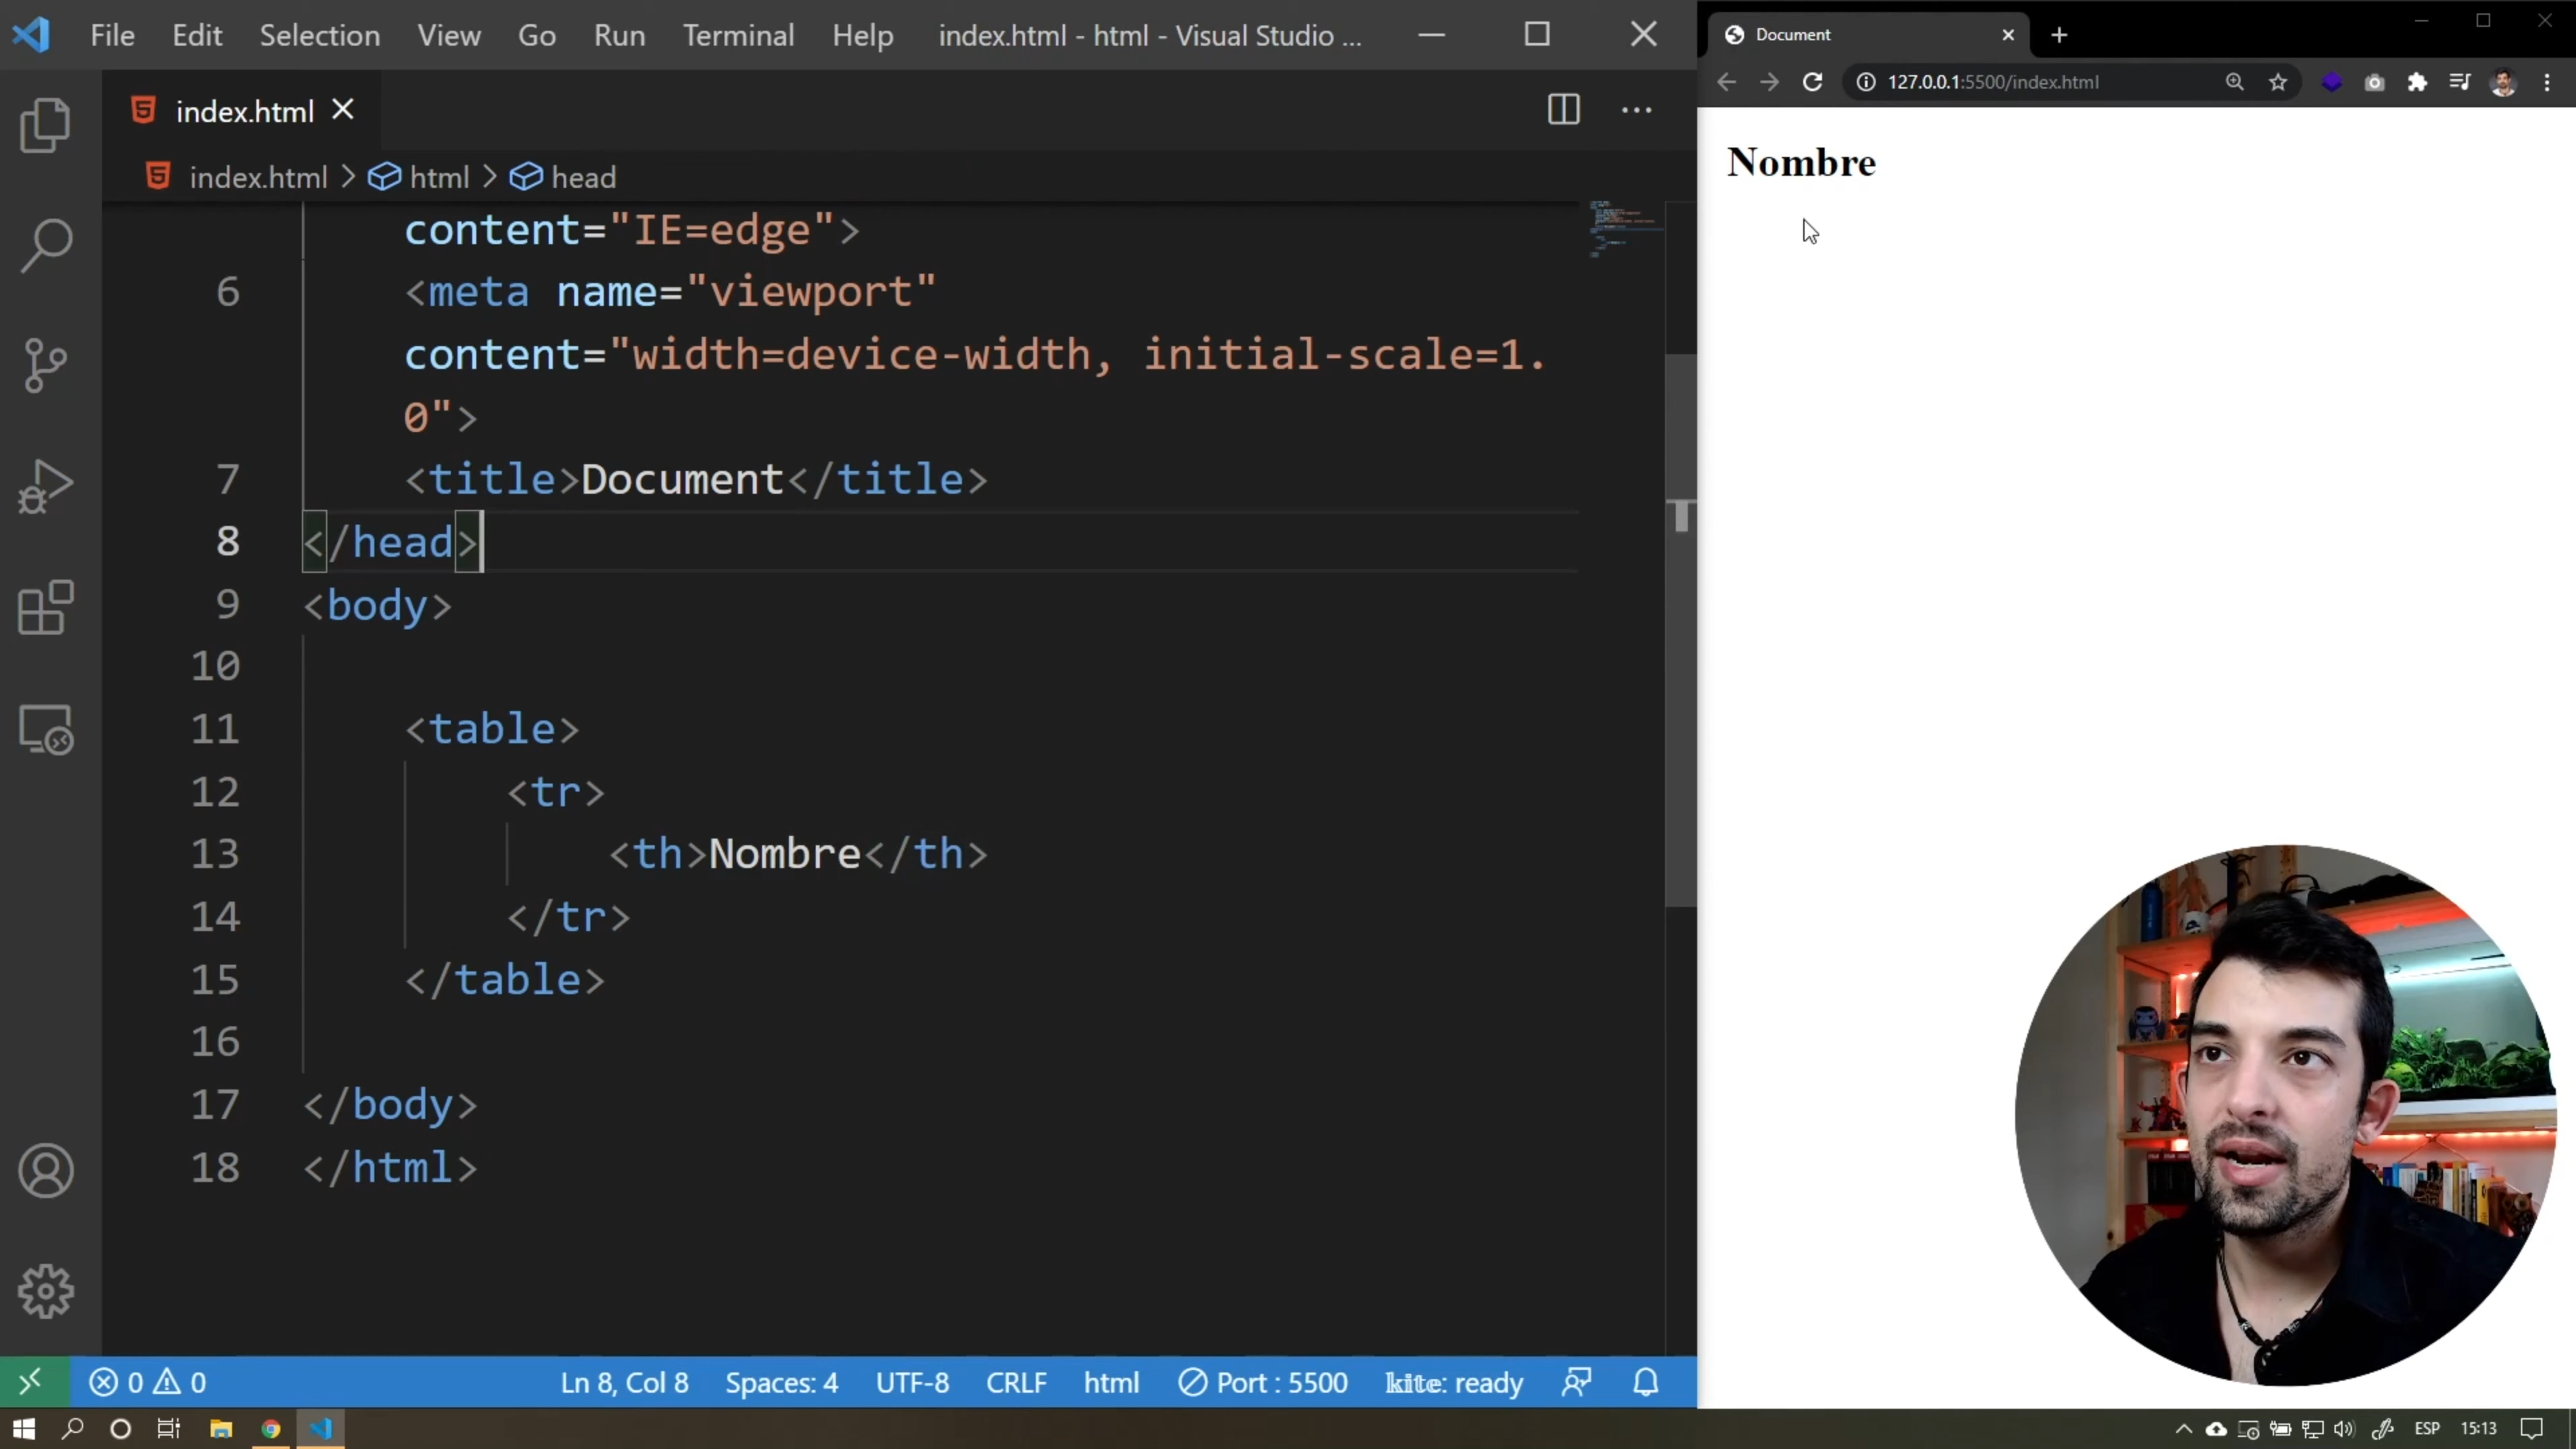 File Edit Selection View Go Run Terminal Help index.html - html - Visual Studio ...
index.html
index.html > html > head
content="IE=edge">
6 <meta name="viewport"
content="width=device-width, initial-scale=1.
0">
7 <title>Document</title>
8 </head>
9 <body>
10
11 <table>
12 <tr>
13 <th>Nombre</th>
14 </tr>
15 </table>
16
17 </body>
18 </html>
0 0 Ln 8, Col 8 Spaces: 4 UTF-8 CRLF html Port : 5500 kite: ready
Document
127.0.0.1:5500/index.html
Nombre
ESP 15:13